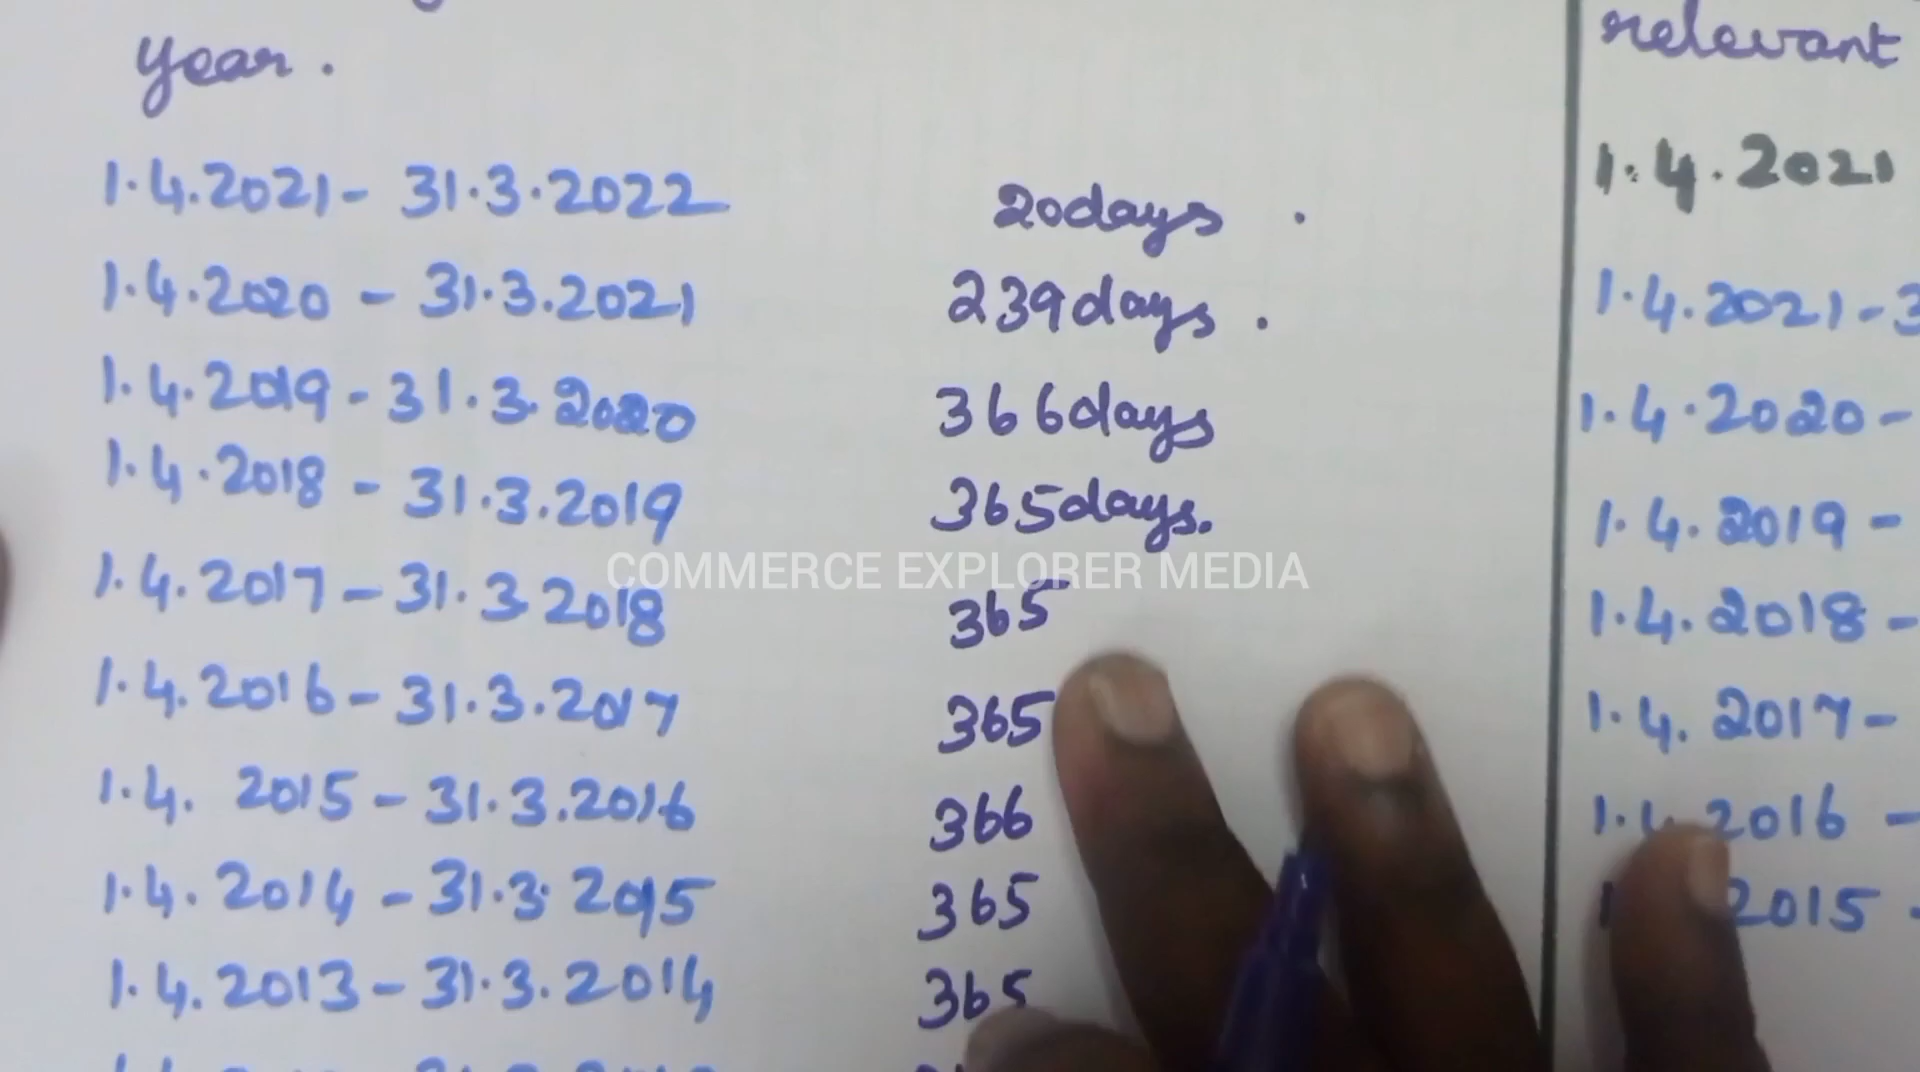 year.
1.4.2021 - 31.3.2022 20days .
1.4.2020 - 31.3.2021 239days .
1.4.2019 - 31.3.2020 366days
1.4.2018 - 31.3.2019 365days.
COMMERCE EXPLORER MEDIA
1.4.2017 - 31.3 2018 365
1.4.2016 - 31.3.2017 365
1.4. 2015 - 31.3.2016 366
1.4.2014 - 31.3.2015 365
1.4.2013 - 31.3.2014 365
relevant
1.4.2021
1.4.2021 - 3
1.4.2020 -
1.4.2019 -
1.4.2018 -
1.4.2017 -
1.4 2016 -
2015 -